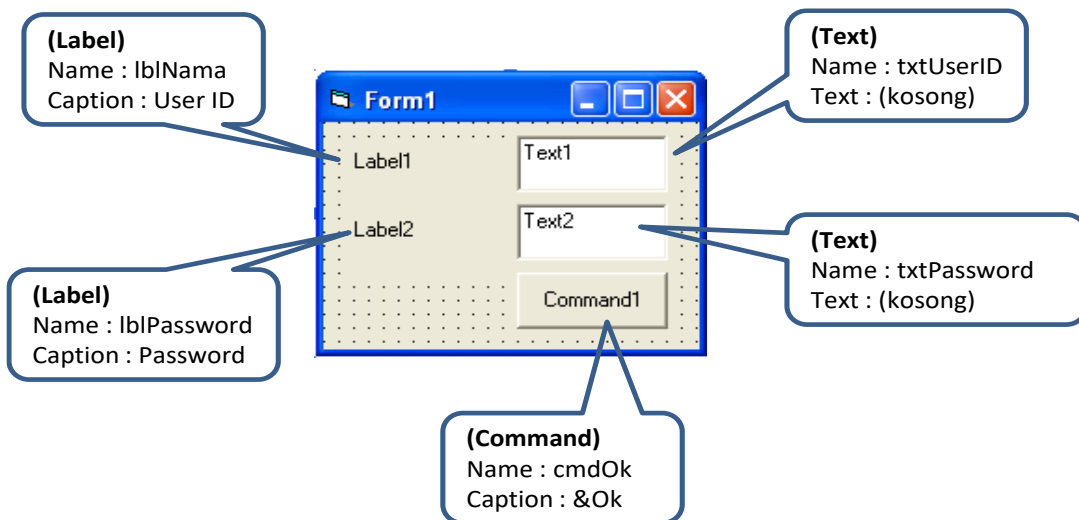 (Label)
Name : lblNama
Caption : User ID
(Text)
Name : txtUserID
Text : (kosong)
Form1
Label1
Text1
Label2
Text2
Command1
(Label)
Name : lblPassword
Caption : Password
(Text)
Name : txtPassword
Text : (kosong)
(Command)
Name : cmdOk
Caption : &Ok